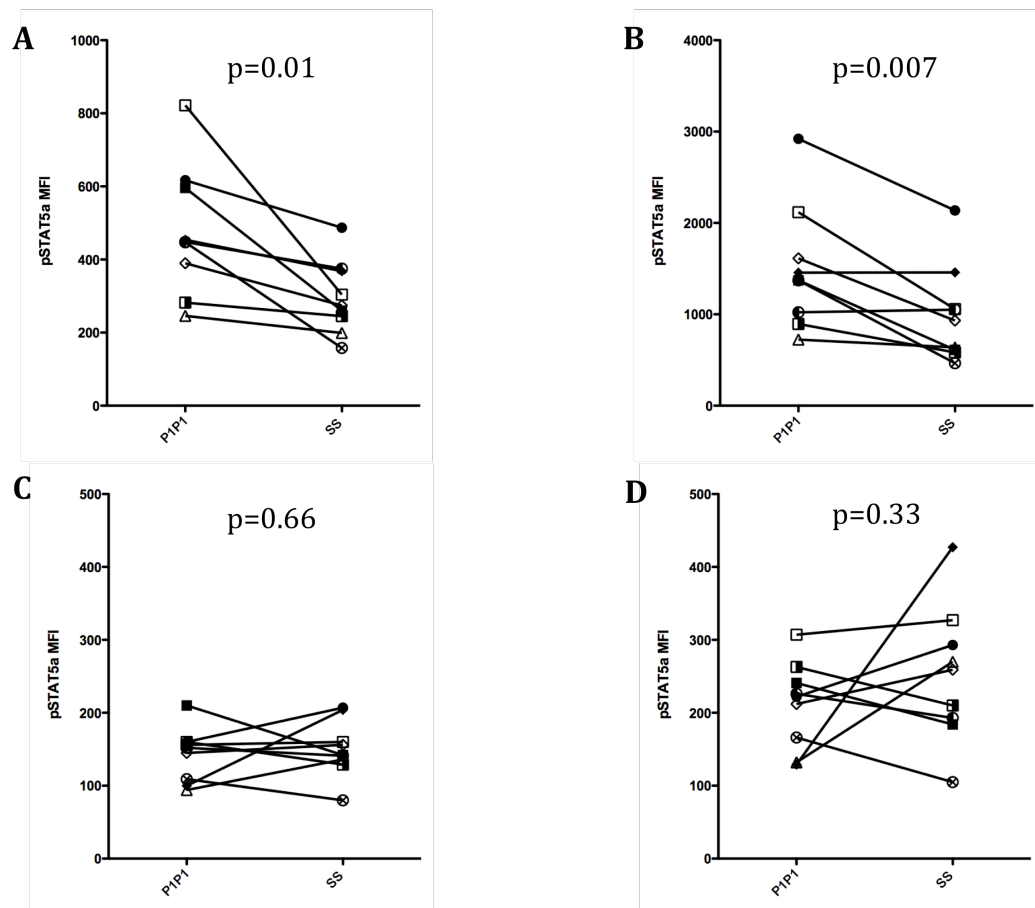 A
p=0.01
1000
800
600
400
200
0
pSTAT5a MFI
P1P1
SS
B
p=0.007
4000
3000
2000
1000
0
pSTAT5a MFI
P1P1
SS
C
p=0.66
500
400
300
200
100
0
pSTAT5a MFI
P1P1
SS
D
p=0.33
500
400
300
200
100
0
pSTAT5a MFI
P1P1
SS